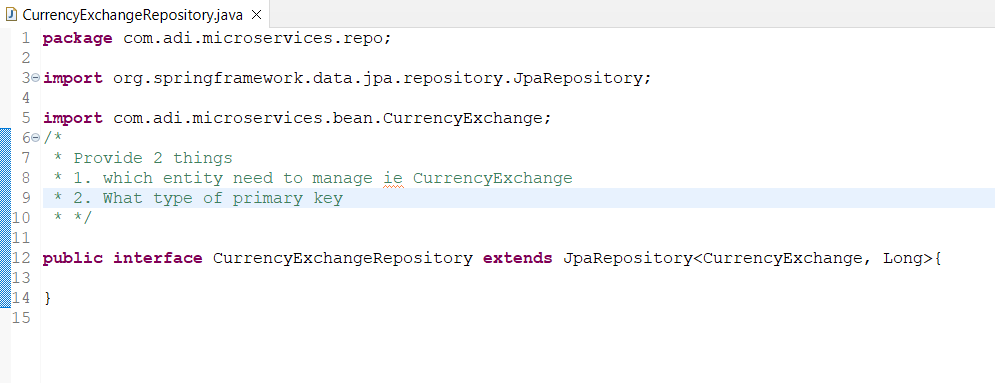 CurrencyExchangeRepository.java
1 package com.adi.microservices.repo;
2
3 import org.springframework.data.jpa.repository.JpaRepository;
4
5 import com.adi.microservices.bean.CurrencyExchange;
6 /*
7 * Provide 2 things
8 * 1. which entity need to manage ie CurrencyExchange
9 * 2. What type of primary key
10 * */
11
12 public interface CurrencyExchangeRepository extends JpaRepository<CurrencyExchange, Long>{
13
14 }
15